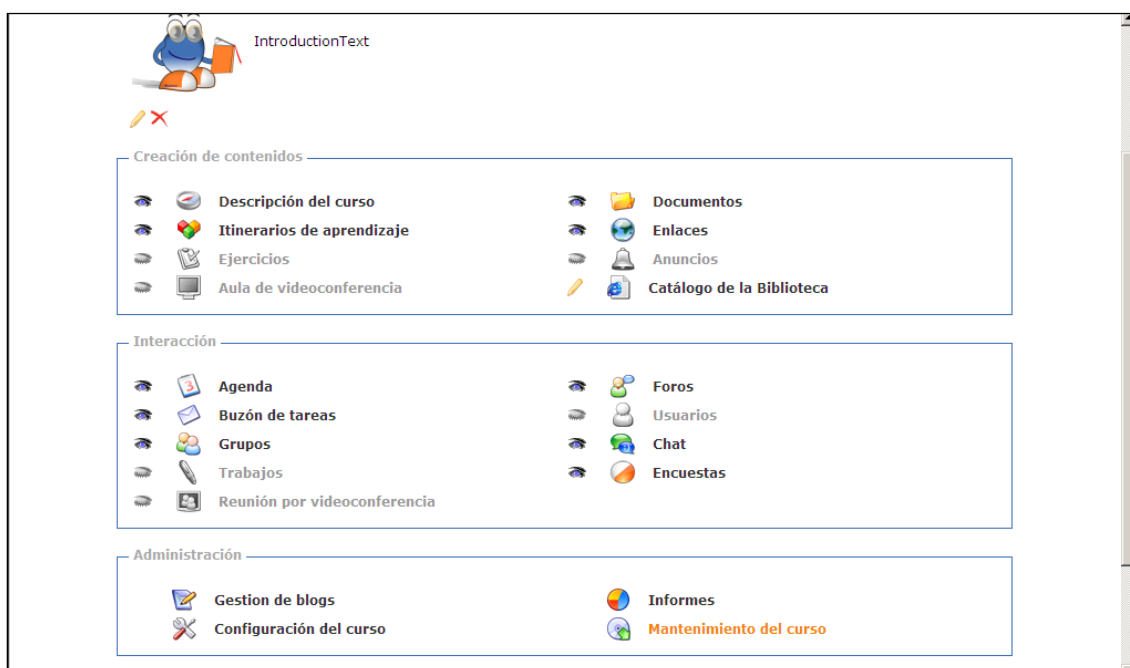 IntroductionText
Creación de contenidos
Descripción del curso
Documentos
Itinerarios de aprendizaje
Enlaces
Ejercicios
Anuncios
Aula de videoconferencia
Catálogo de la Biblioteca
Interacción
Agenda
Foros
Buzón de tareas
Usuarios
Grupos
Chat
Trabajos
Encuestas
Reunión por videoconferencia
Administración
Gestion de blogs
Informes
Configuración del curso
Mantenimiento del curso